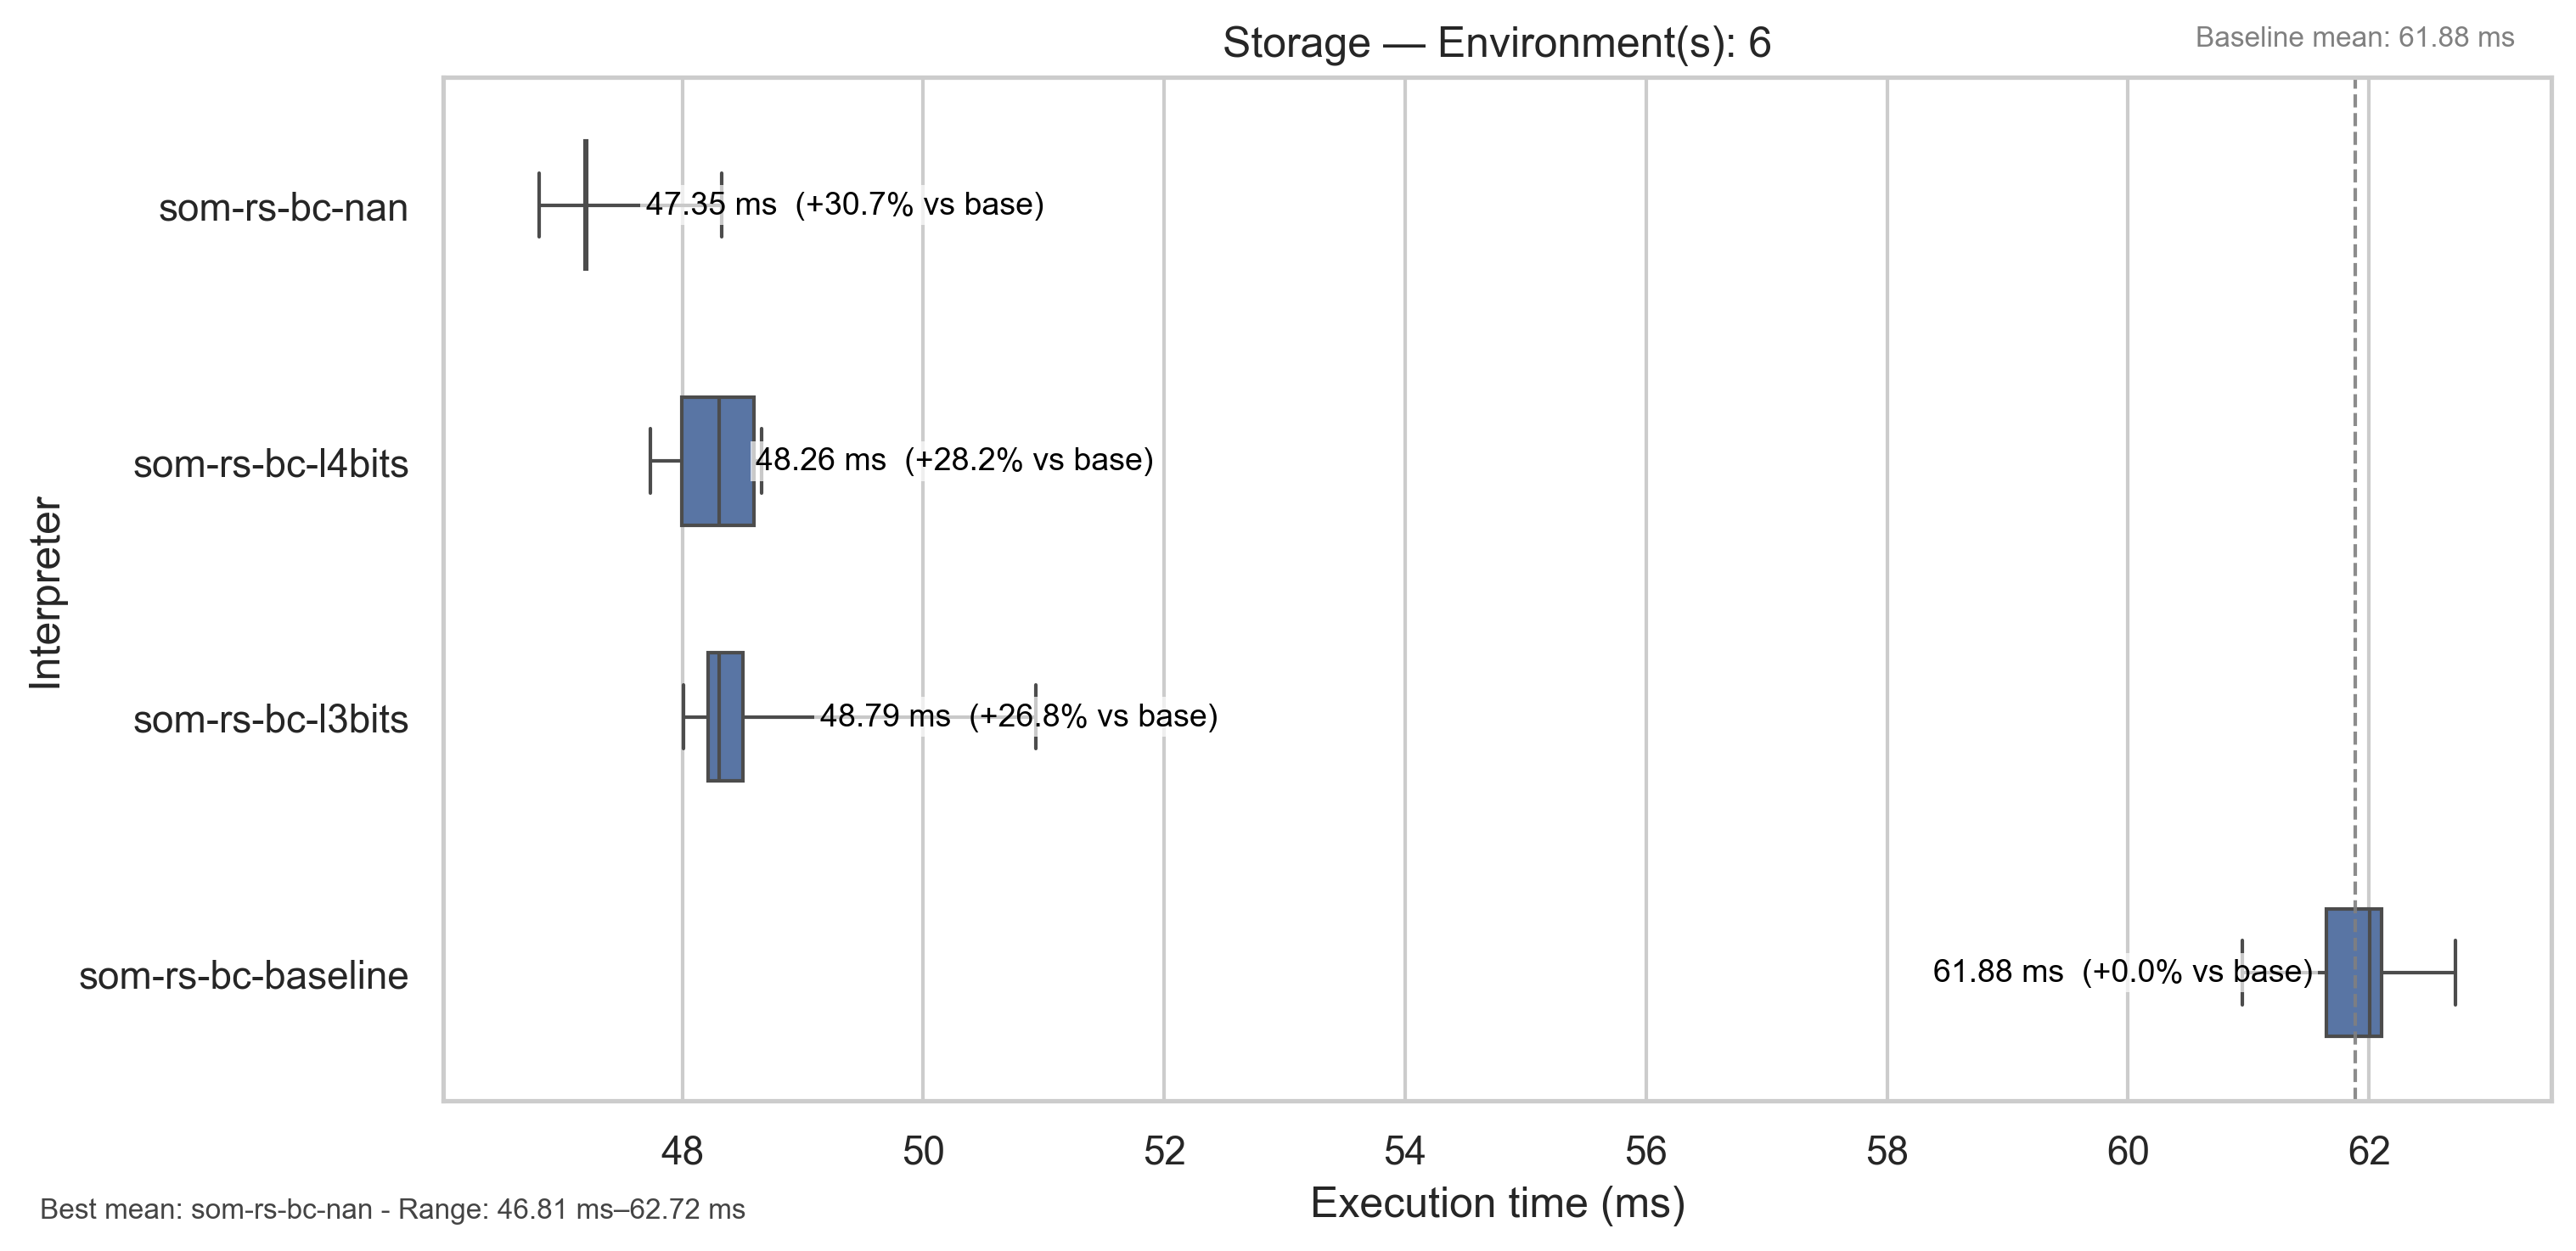 Storage — Environment(s): 6
Baseline mean: 61.88 ms
Interpreter
som-rs-bc-nan
47.35 ms  (+30.7% vs base)
som-rs-bc-l4bits
48.26 ms  (+28.2% vs base)
som-rs-bc-l3bits
48.79 ms  (+26.8% vs base)
som-rs-bc-baseline
61.88 ms  (+0.0% vs base)
48 50 52 54 56 58 60 62
Execution time (ms)
Best mean: som-rs-bc-nan - Range: 46.81 ms–62.72 ms